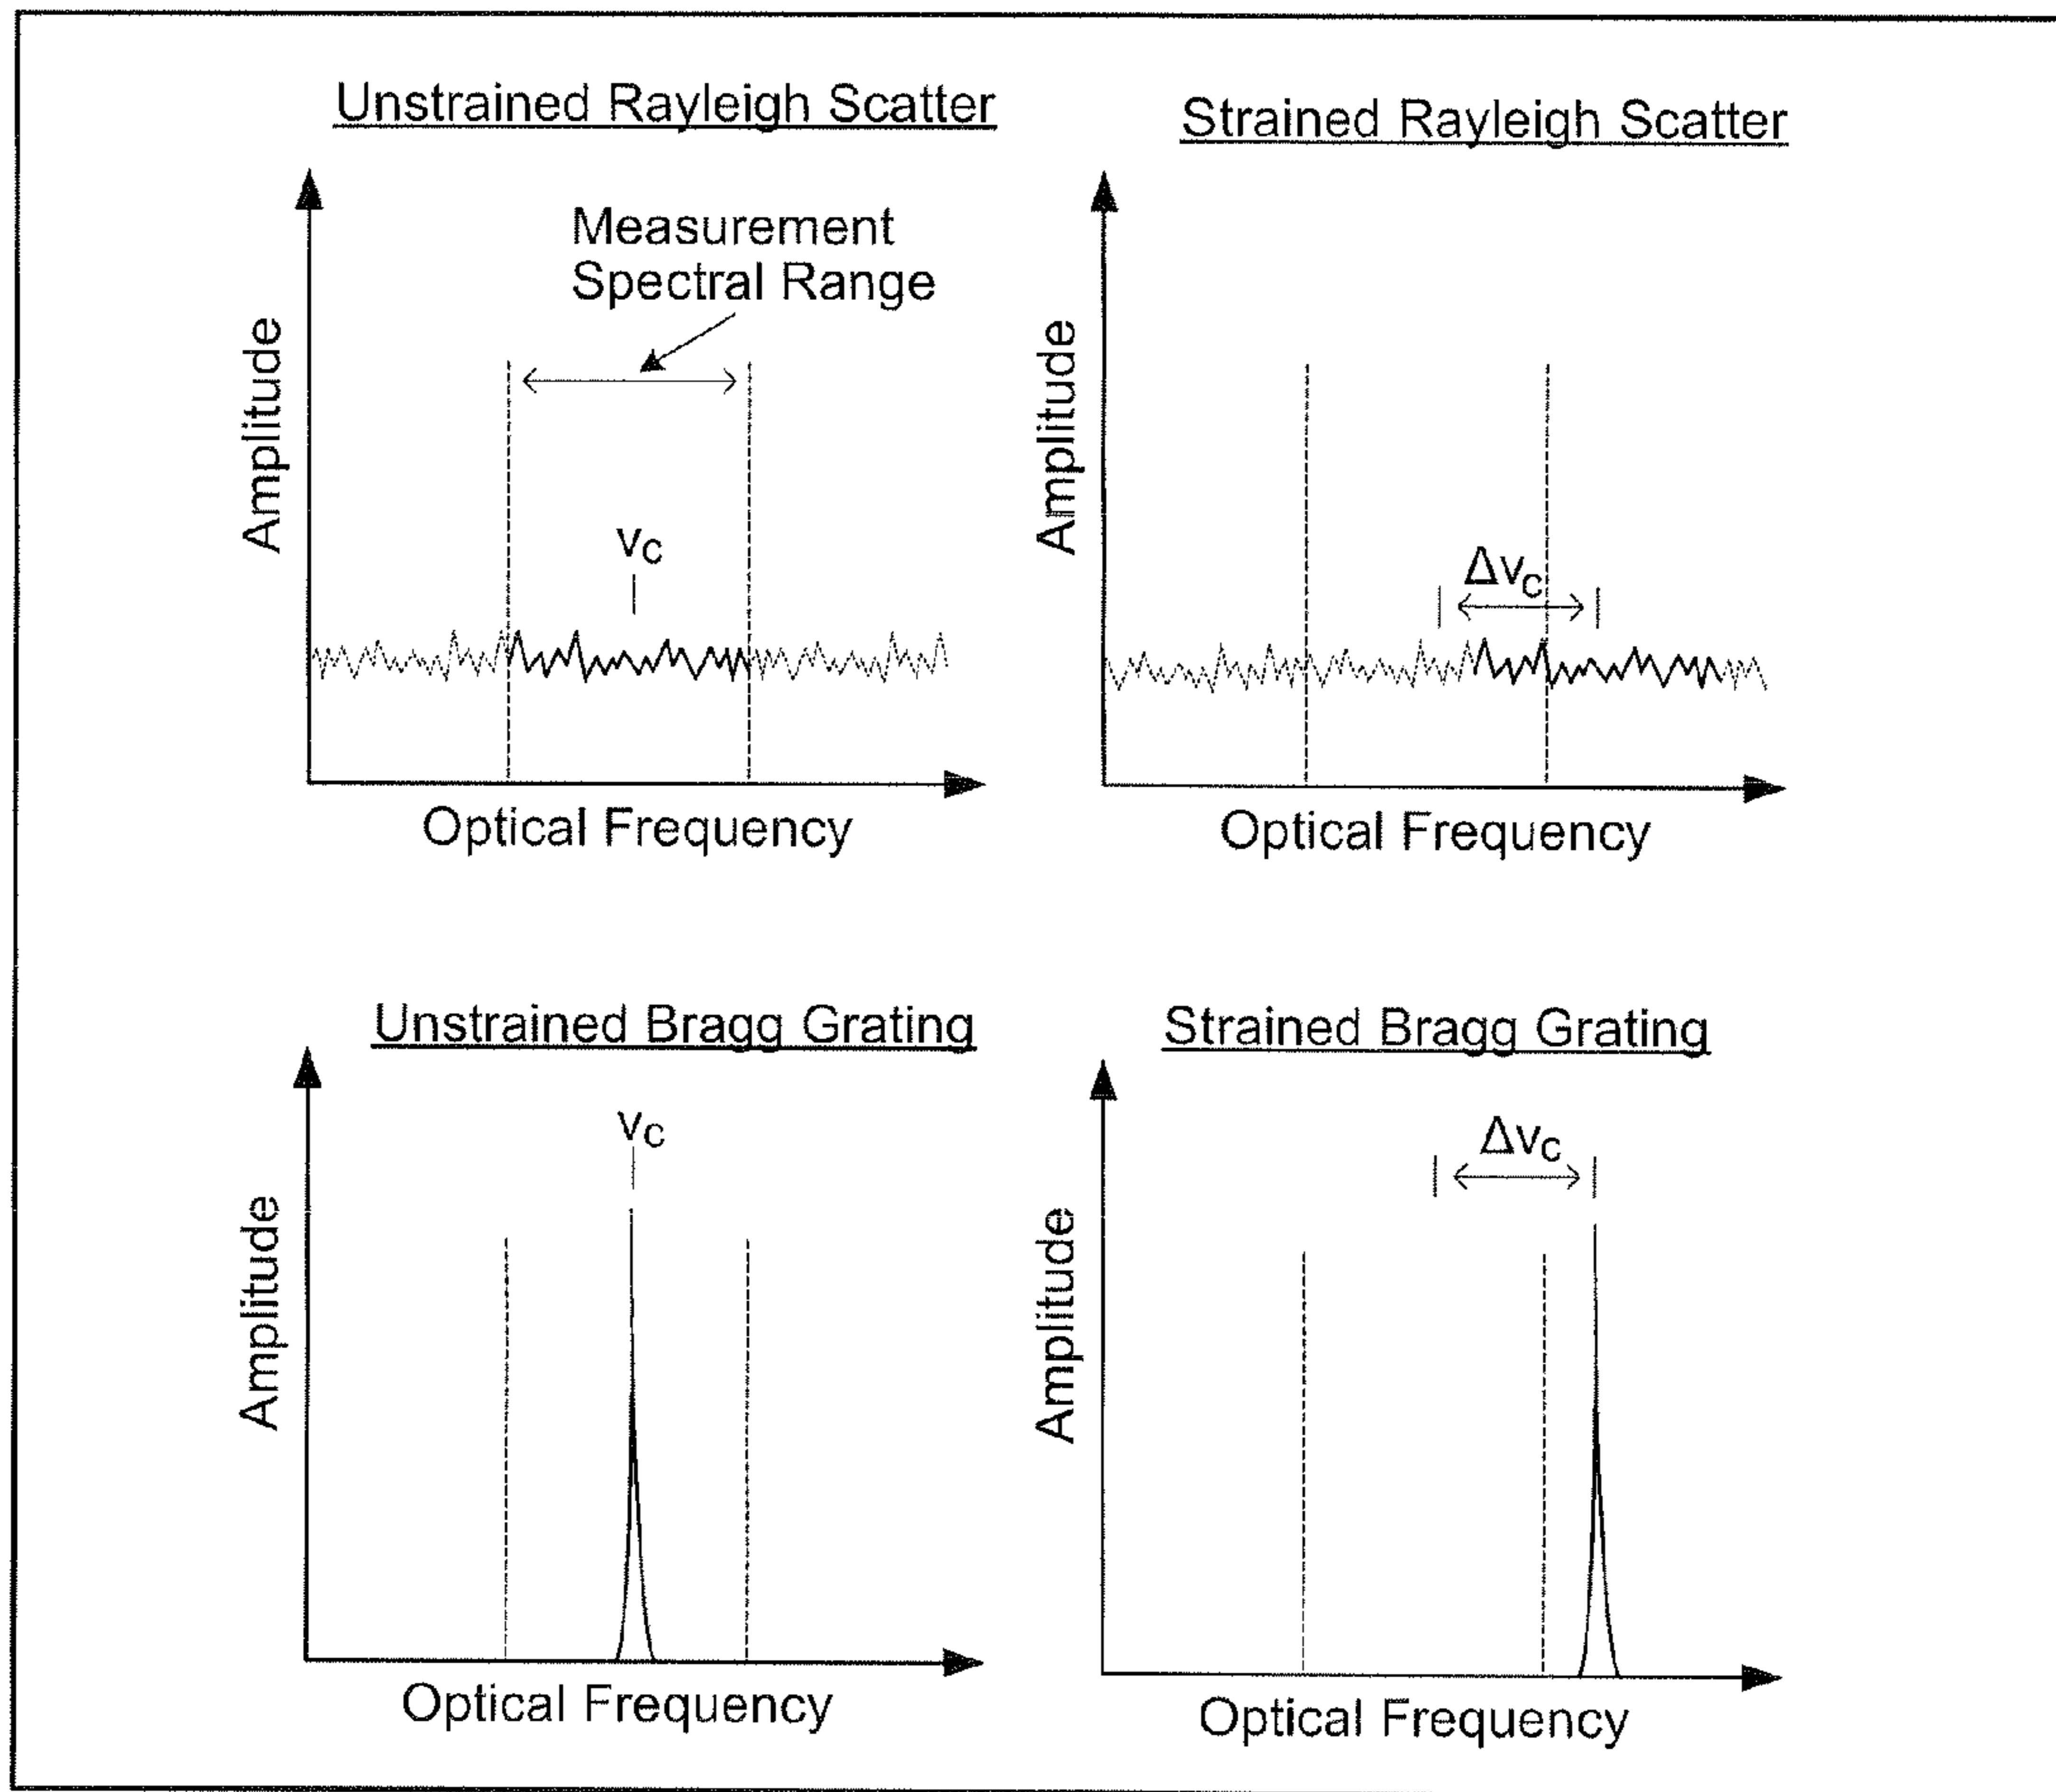 Unstrained Rayleigh Scatter
Strained Rayleigh Scatter
Measurement
Spectral Range
Amplitude
νC
Optical Frequency
Amplitude
ΔνC
Optical Frequency
Unstrained Bragg Grating
Strained Bragg Grating
Amplitude
νC
Optical Frequency
Amplitude
ΔνC
Optical Frequency